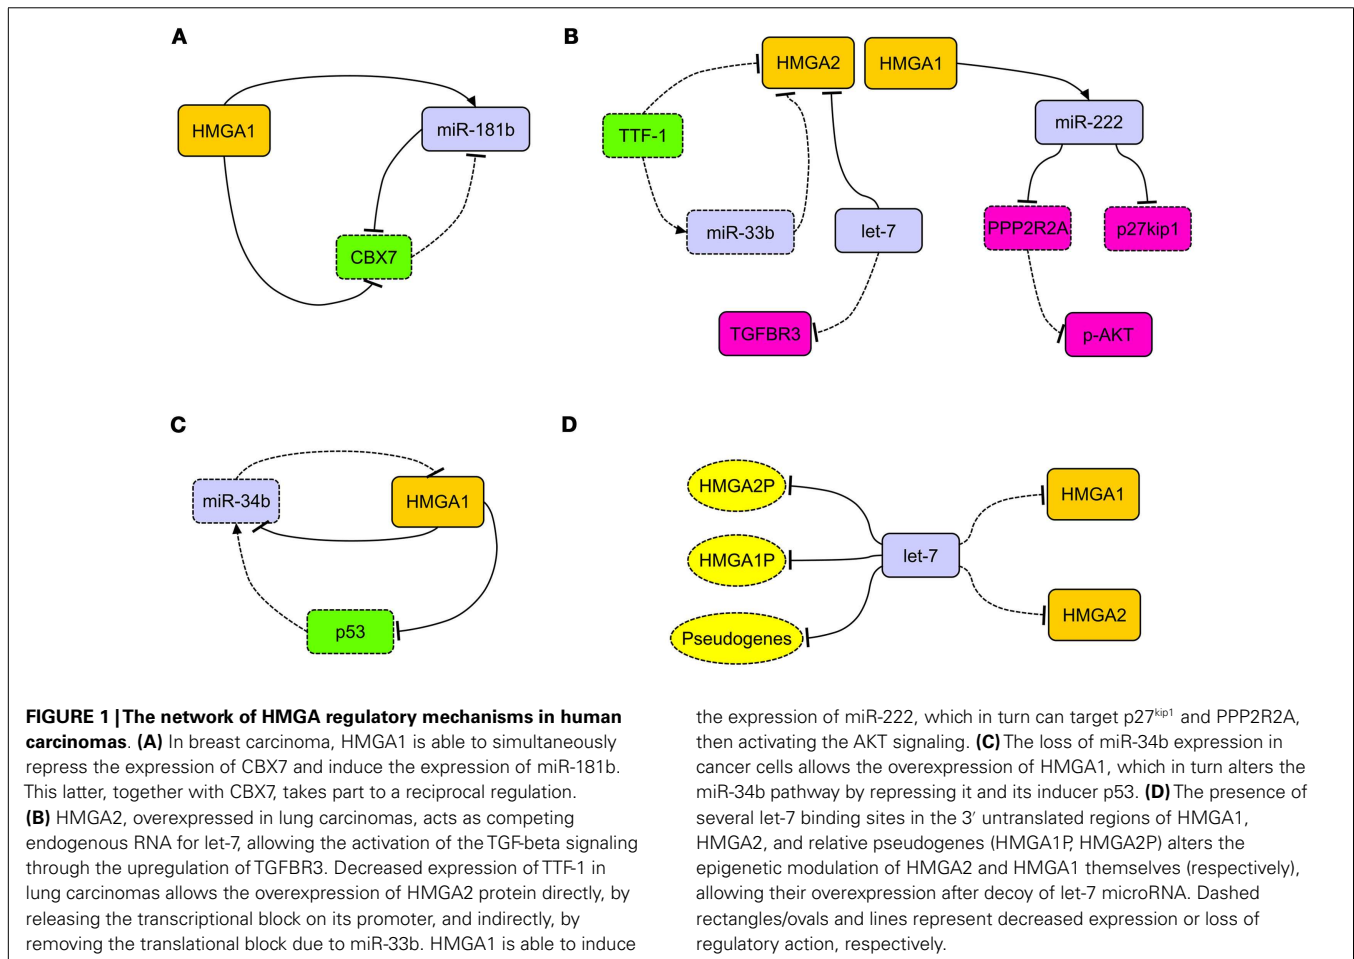 A
HMGA1
miR-181b
CBX7
B
HMGA2
HMGA1
TTF-1
miR-222
miR-33b
let-7
PPP2R2A
p27kip1
TGFBR3
p-AKT
C
miR-34b
HMGA1
p53
D
HMGA2P
HMGA1
HMGA1P
let-7
HMGA2
Pseudogenes
FIGURE 1 | The network of HMGA regulatory mechanisms in human
carcinomas. (A) In breast carcinoma, HMGA1 is able to simultaneously
repress the expression of CBX7 and induce the expression of miR-181b.
This latter, together with CBX7, takes part to a reciprocal regulation.
(B) HMGA2, overexpressed in lung carcinomas, acts as competing
endogenous RNA for let-7, allowing the activation of the TGF-beta signaling
through the upregulation of TGFBR3. Decreased expression of TTF-1 in
lung carcinomas allows the overexpression of HMGA2 protein directly, by
releasing the transcriptional block on its promoter, and indirectly, by
removing the translational block due to miR-33b. HMGA1 is able to induce
the expression of miR-222, which in turn can target p27kip1 and PPP2R2A,
then activating the AKT signaling. (C) The loss of miR-34b expression in
cancer cells allows the overexpression of HMGA1, which in turn alters the
miR-34b pathway by repressing it and its inducer p53. (D) The presence of
several let-7 binding sites in the 3′ untranslated regions of HMGA1,
HMGA2, and relative pseudogenes (HMGA1P, HMGA2P) alters the
epigenetic modulation of HMGA2 and HMGA1 themselves (respectively),
allowing their overexpression after decoy of let-7 microRNA. Dashed
rectangles/ovals and lines represent decreased expression or loss of
regulatory action, respectively.